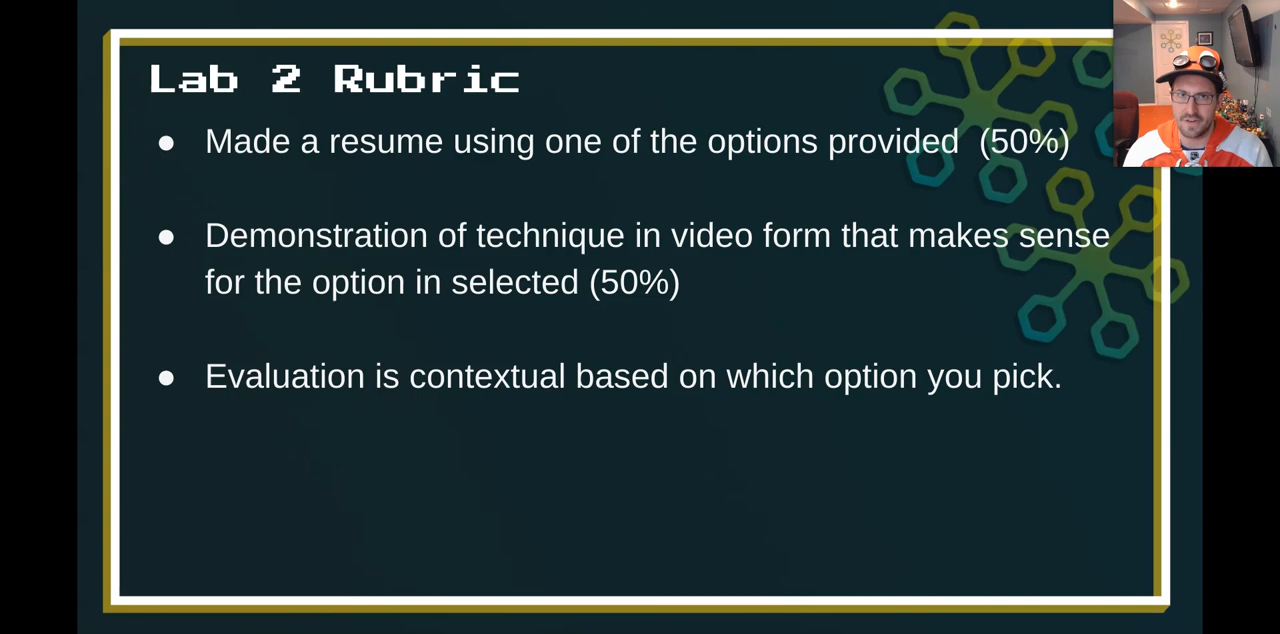 Lab 2 Rubric
● Made a resume using one of the options provided (50%)
● Demonstration of technique in video form that makes sense
for the option in selected (50%)
● Evaluation is contextual based on which option you pick.